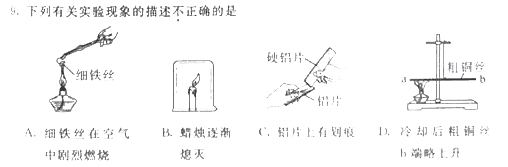 9. 下列有关实验现象的描述不正确的是
细铁丝
硬铝片
铝片
粗铜丝
a
b
A. 细铁丝在空气中剧烈燃烧
B. 蜡烛逐渐熄灭
C. 铝片上有划痕
D. 冷却后粗铜丝b端略上升